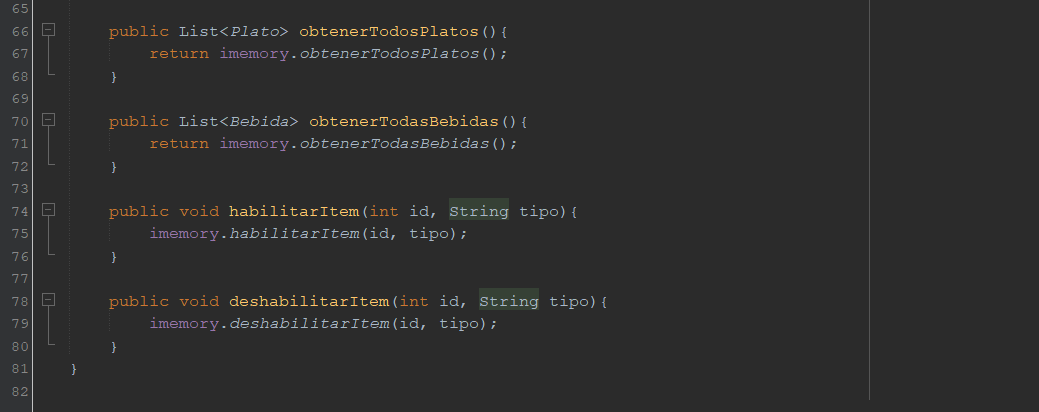 65
66 public List<Plato> obtenerTodosPlatos(){
67 return imemory.obtenerTodosPlatos();
68 }
69
70 public List<Bebida> obtenerTodasBebidas(){
71 return imemory.obtenerTodasBebidas();
72 }
73
74 public void habilitarItem(int id, String tipo){
75 imemory.habilitarItem(id, tipo);
76 }
77
78 public void deshabilitarItem(int id, String tipo){
79 imemory.deshabilitarItem(id, tipo);
80 }
81 }
82